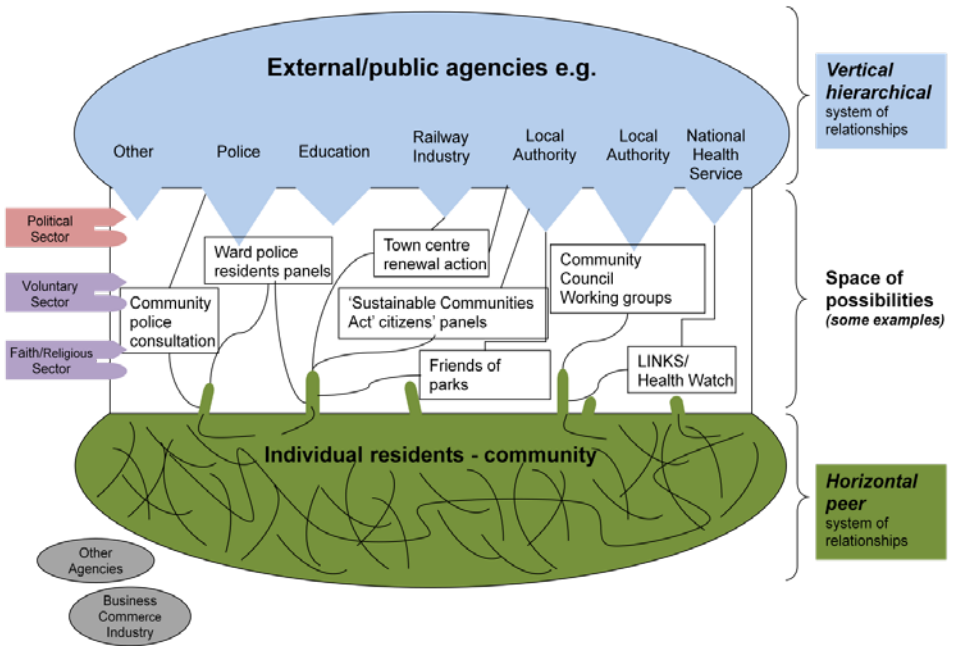 External/public agencies e.g.
Other
Police
Education
Railway
Industry
Local
Authority
Local
Authority
National
Health
Service
Vertical
hierarchical
system of
relationships
Political
Sector
Voluntary
Sector
Faith/Religious
Sector
Ward police
residents panels
Town centre
renewal action
Community
Council
Working groups
Community
police
consultation
'Sustainable Communities
Act' citizens' panels
Friends of
parks
LINKS/
Health Watch
Space of
possibilities
(some examples)
Individual residents - community
Horizontal
peer
system of
relationships
Other
Agencies
Business
Commerce
Industry